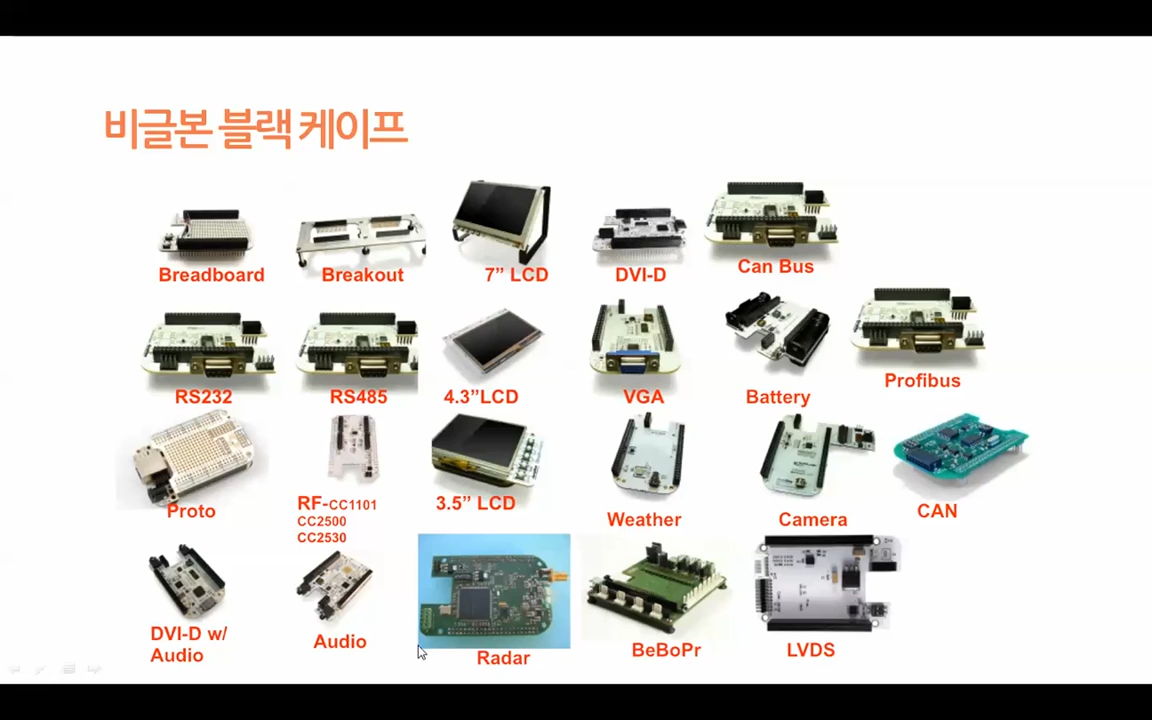 비글본 블랙 케이프
Breadboard
Breakout
7” LCD
DVI-D
Can Bus
RS232
RS485
4.3”LCD
VGA
Battery
Profibus
Proto
RF-CC1101
CC2500
CC2530
3.5” LCD
Weather
Camera
CAN
DVI-D w/
Audio
Audio
Radar
BeBoPr
LVDS